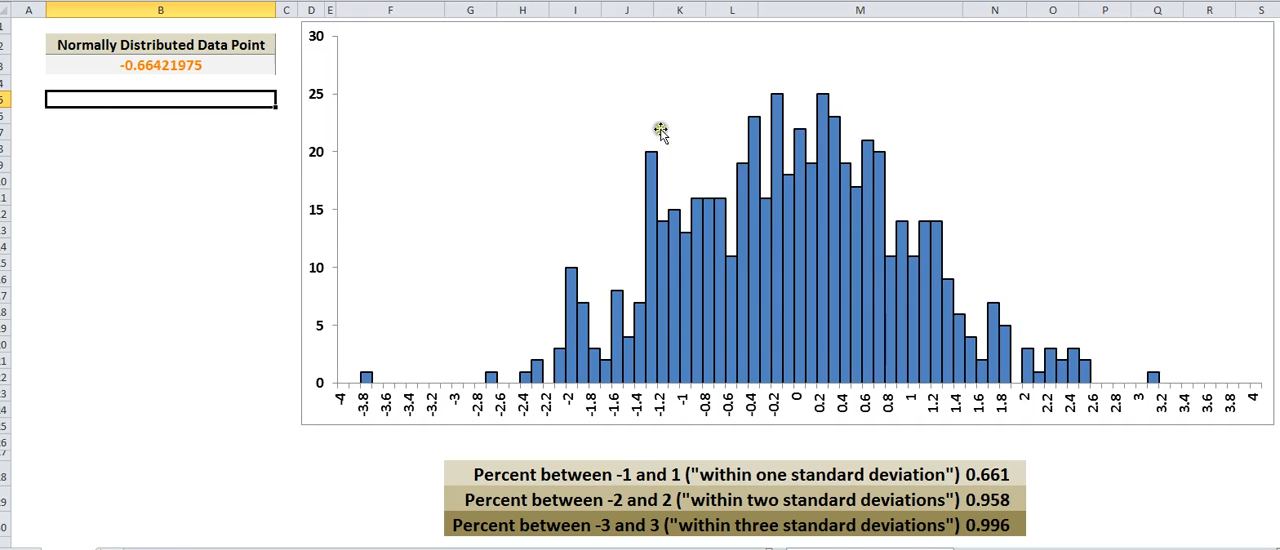 A B C D E F G H I J K L M N O P Q R S
Normally Distributed Data Point
-0.66421975
30
25
20
15
10
5
0
-4 -3.8 -3.6 -3.4 -3.2 -3 -2.8 -2.6 -2.4 -2.2 -2 -1.8 -1.6 -1.4 -1.2 -1 -0.8 -0.6 -0.4 -0.2 0 0.2 0.4 0.6 0.8 1 1.2 1.4 1.6 1.8 2 2.2 2.4 2.6 2.8 3 3.2 3.4 3.6 3.8 4
Percent between -1 and 1 ("within one standard deviation") 0.661
Percent between -2 and 2 ("within two standard deviations") 0.958
Percent between -3 and 3 ("within three standard deviations") 0.996